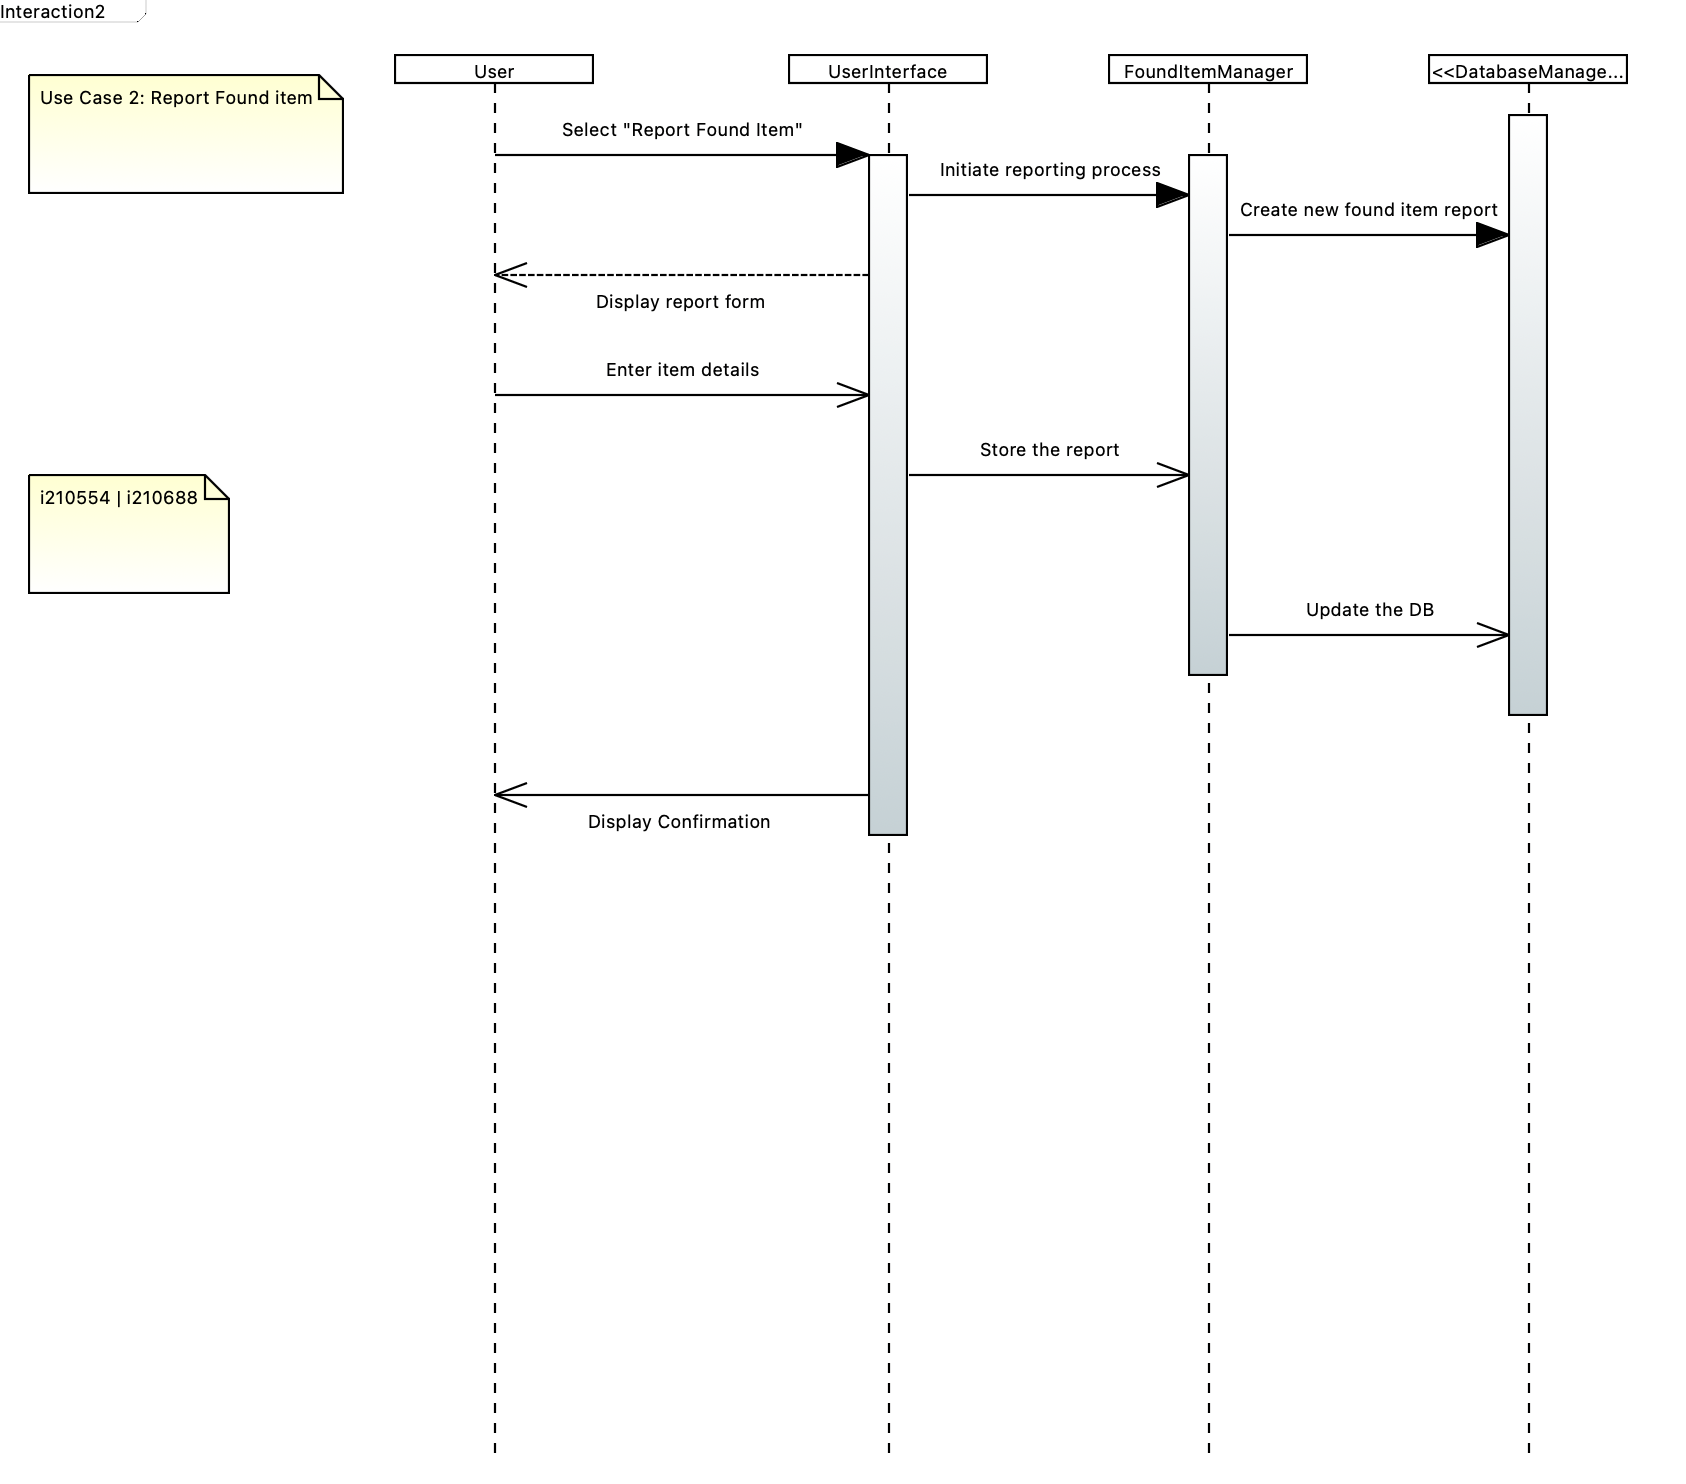 Interaction2
User
UserInterface
FoundItemManager
<<DatabaseManage...
Use Case 2: Report Found item
Select "Report Found Item"
Initiate reporting process
Create new found item report
Display report form
Enter item details
Store the report
i210554 | i210688
Update the DB
Display Confirmation